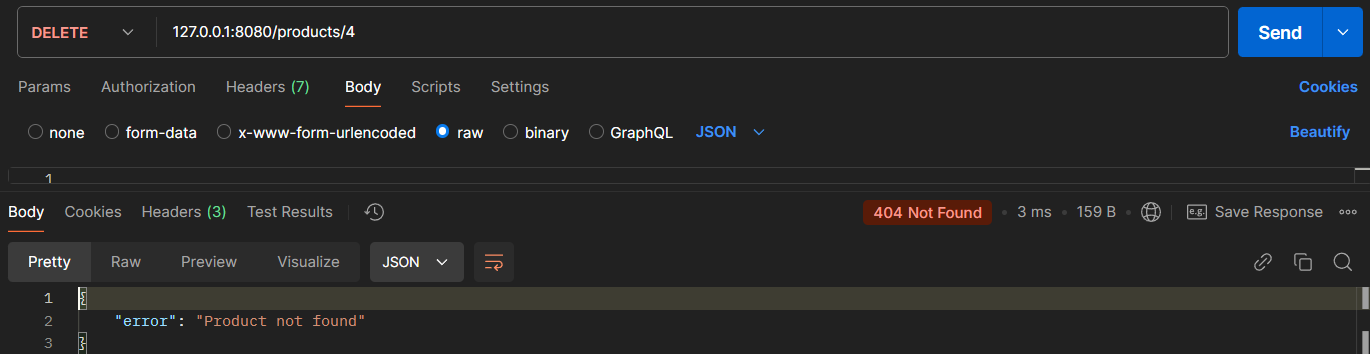 DELETE 127.0.0.1:8080/products/4 Send
Params Authorization Headers (7) Body Scripts Settings Cookies
none form-data x-www-form-urlencoded raw binary GraphQL JSON Beautify
1
Body Cookies Headers (3) Test Results 404 Not Found • 3 ms • 159 B e.g. Save Response
Pretty Raw Preview Visualize JSON
1 {
2 "error": "Product not found"
3 }